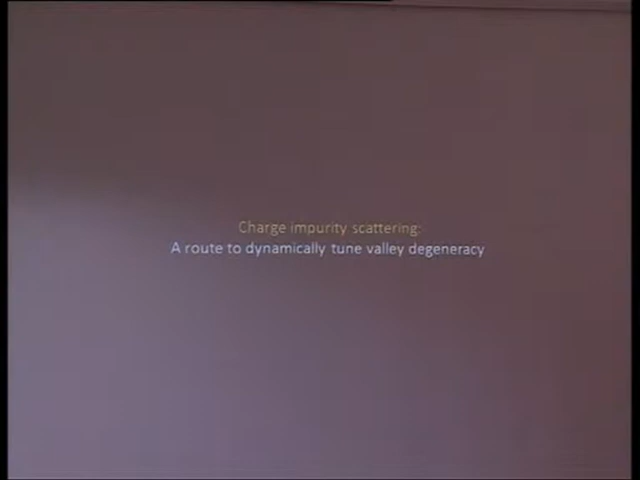 Charge impurity scattering:
A route to dynamically tune valley degeneracy